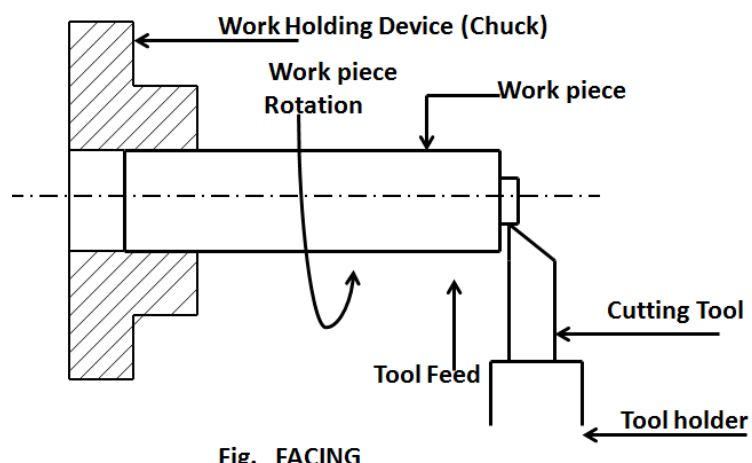 Work Holding Device (Chuck)
Work piece
Rotation
Work piece
Cutting Tool
Tool Feed
Tool holder
Fig. FACING